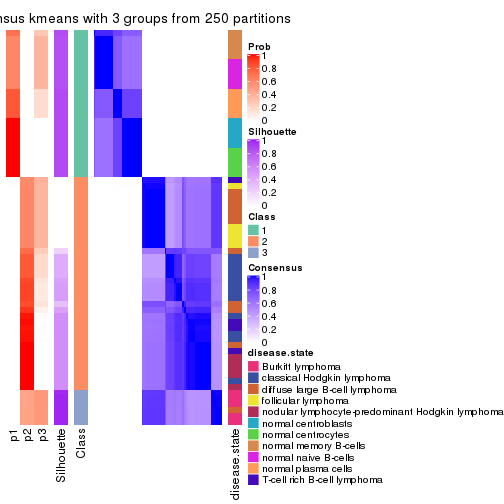 nsus kmeans with 3 groups from 250 partitions
Prob
1
0.8
0.6
0.4
0.2
0
Silhouette
1
0.8
0.6
0.4
0.2
0
Class
1
2
3
Consensus
1
0.8
0.6
0.4
0.2
0
disease.state
Burkitt lymphoma
classical Hodgkin lymphoma
diffuse large B-cell lymphoma
follicular lymphoma
nodular lymphocyte-predominant Hodgkin lymphoma
normal centroblasts
normal centrocytes
normal memory B-cells
normal naive B-cells
normal plasma cells
T-cell rich B-cell lymphoma
p1
p2
p3
Silhouette
Class
disease.state